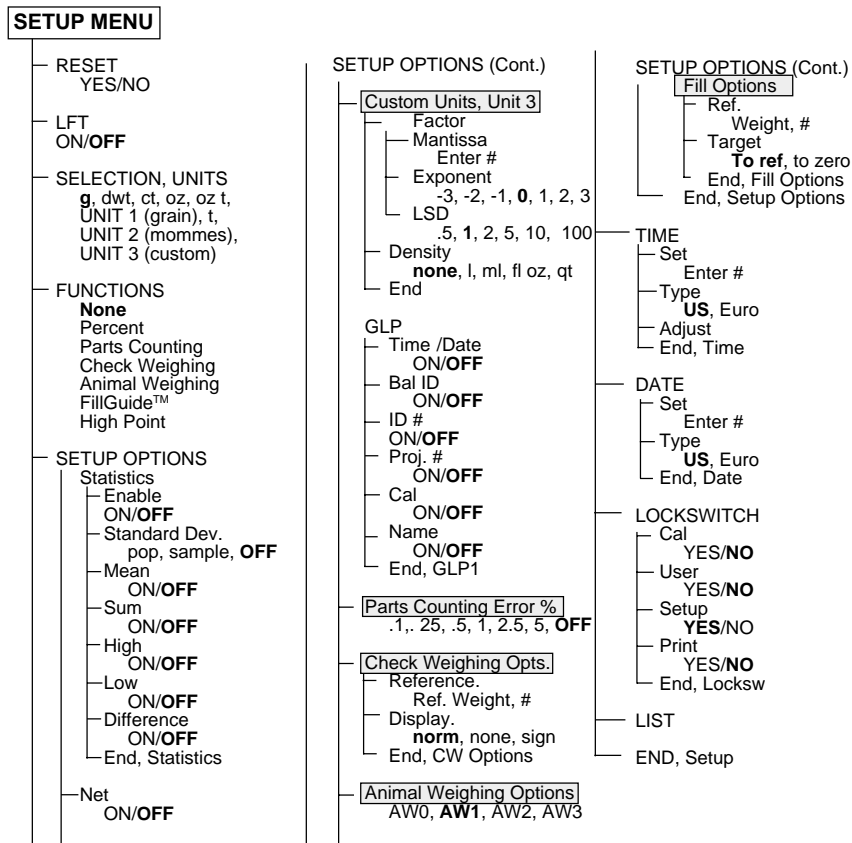 SETUP MENU
RESET
YES/NO
LFT
ON/OFF
SELECTION, UNITS
g, dwt, ct, oz, oz t,
UNIT 1 (grain), t,
UNIT 2 (mommes),
UNIT 3 (custom)
FUNCTIONS
None
Percent
Parts Counting
Check Weighing
Animal Weighing
FillGuide™
High Point
SETUP OPTIONS
Statistics
Enable
ON/OFF
Standard Dev.
pop, sample, OFF
Mean
ON/OFF
Sum
ON/OFF
High
ON/OFF
Low
ON/OFF
Difference
ON/OFF
End, Statistics
Net
ON/OFF
SETUP OPTIONS (Cont.)
Custom Units, Unit 3
Factor
Mantissa
Enter #
Exponent
-3, -2, -1, 0, 1, 2, 3
LSD
.5, 1, 2, 5, 10, 100
Density
none, l, ml, fl oz, qt
End
GLP
Time /Date
ON/OFF
Bal ID
ON/OFF
ID #
ON/OFF
Proj. #
ON/OFF
Cal
ON/OFF
Name
ON/OFF
End, GLP1
Parts Counting Error %
.1,. 25, .5, 1, 2.5, 5, OFF
Check Weighing Opts.
Reference.
Ref. Weight, #
Display.
norm, none, sign
End, CW Options
Animal Weighing Options
AW0, AW1, AW2, AW3
SETUP OPTIONS (Cont.)
Fill Options
Ref.
Weight, #
Target
To ref, to zero
End, Fill Options
End, Setup Options
TIME
Set
Enter #
Type
US, Euro
Adjust
End, Time
DATE
Set
Enter #
Type
US, Euro
End, Date
LOCKSWITCH
Cal
YES/NO
User
YES/NO
Setup
YES/NO
Print
YES/NO
End, Locksw
LIST
END, Setup